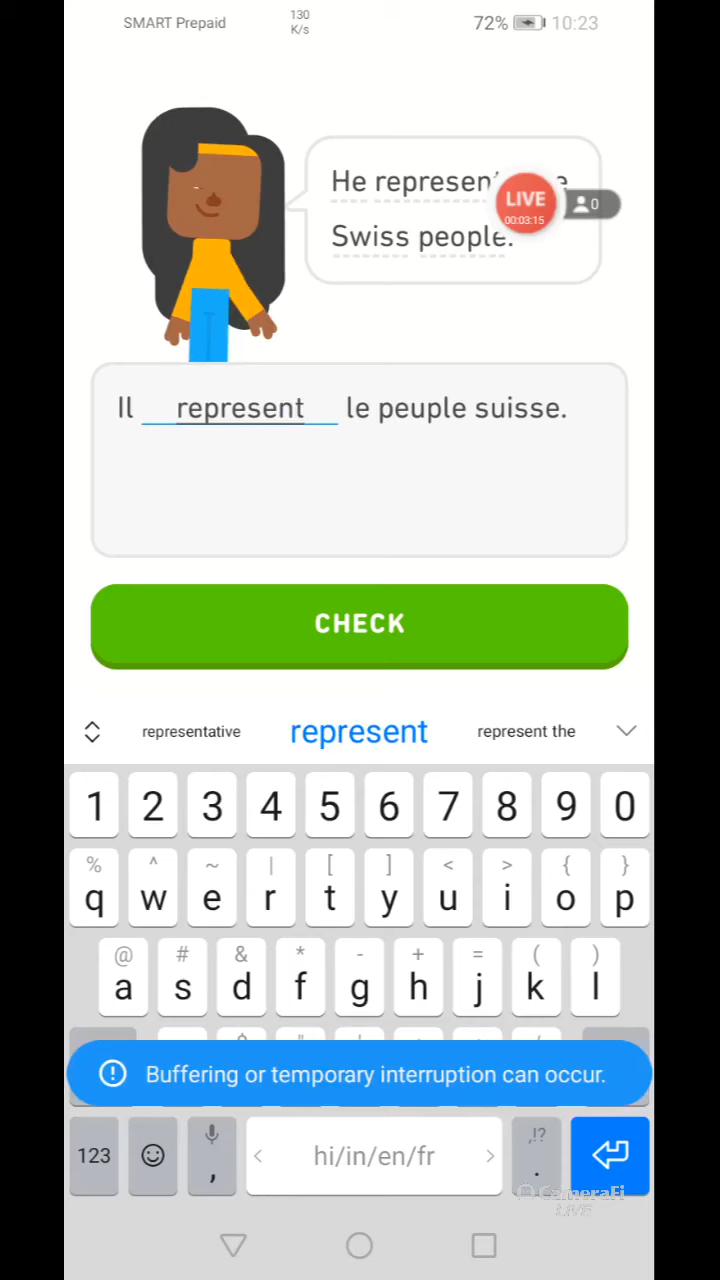 SMART Prepaid
130
K/s
72% 10:23
He represen
LIVE
00:03:15
0
Swiss people.
Il represent le peuple suisse.
CHECK
representative represent represent the
1 2 3 4 5 6 7 8 9 0
% ^ ~ | [ ] < > { }
q w e r t y u i o p
@ # & * - + = ( )
a s d f g h j k l
Buffering or temporary interruption can occur.
123 , < hi/in/en/fr > ,!? .
CameraFi
LIVE